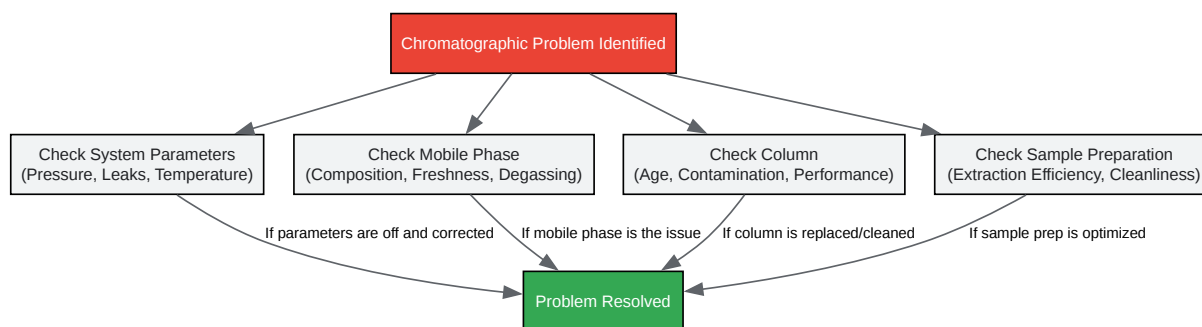 Chromatographic Problem Identified
Check System Parameters
(Pressure, Leaks, Temperature)
Check Mobile Phase
(Composition, Freshness, Degassing)
Check Column
(Age, Contamination, Performance)
Check Sample Preparation
(Extraction Efficiency, Cleanliness)
If parameters are off and corrected
If mobile phase is the issue
If column is replaced/cleaned
If sample prep is optimized
Problem Resolved